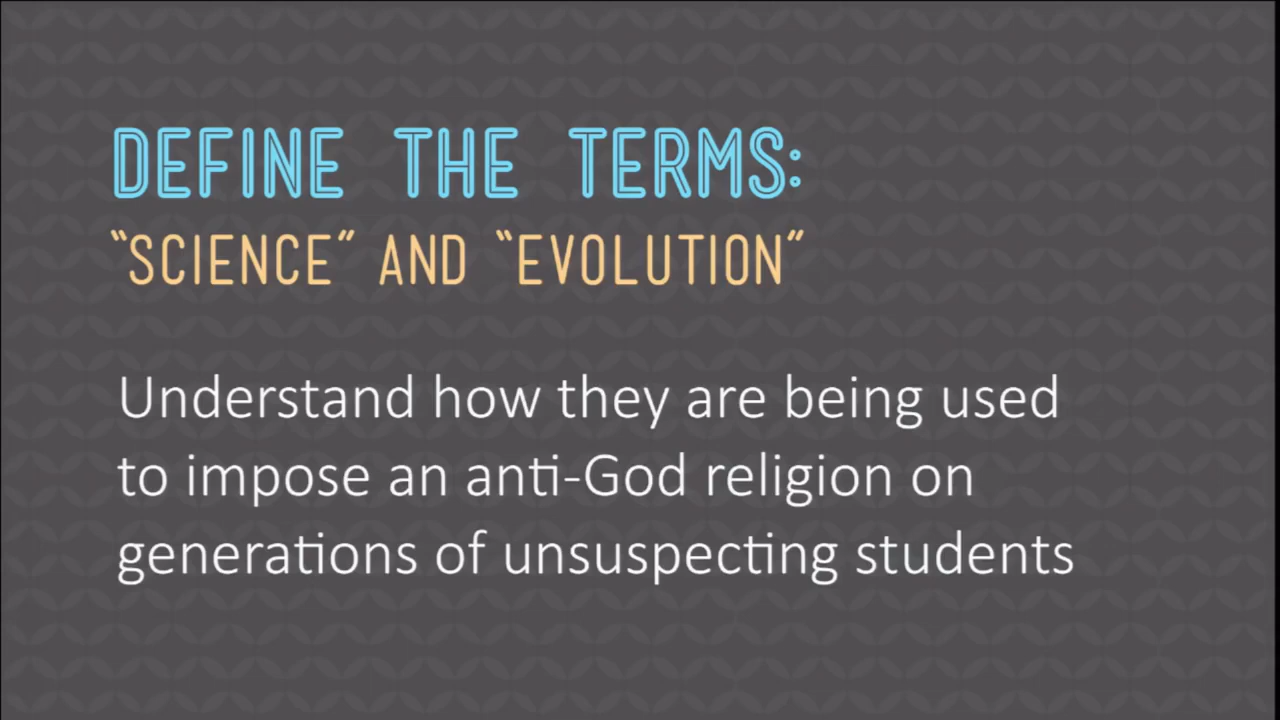 DEFINE THE TERMS:
“SCIENCE” AND “EVOLUTION”
Understand how they are being used
to impose an anti-God religion on
generations of unsuspecting students